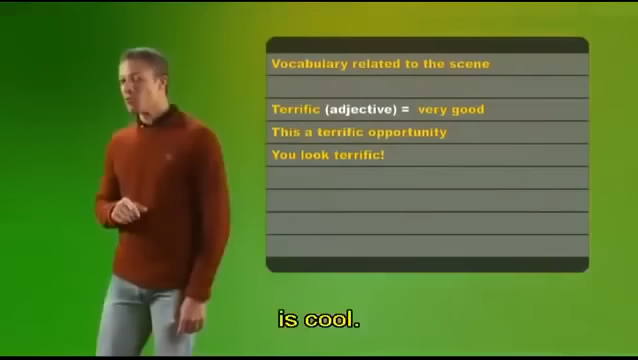 Vocabulary related to the scene
Terrific (adjective) = very good
This a terrific opportunity
You look terrific!
is cool.